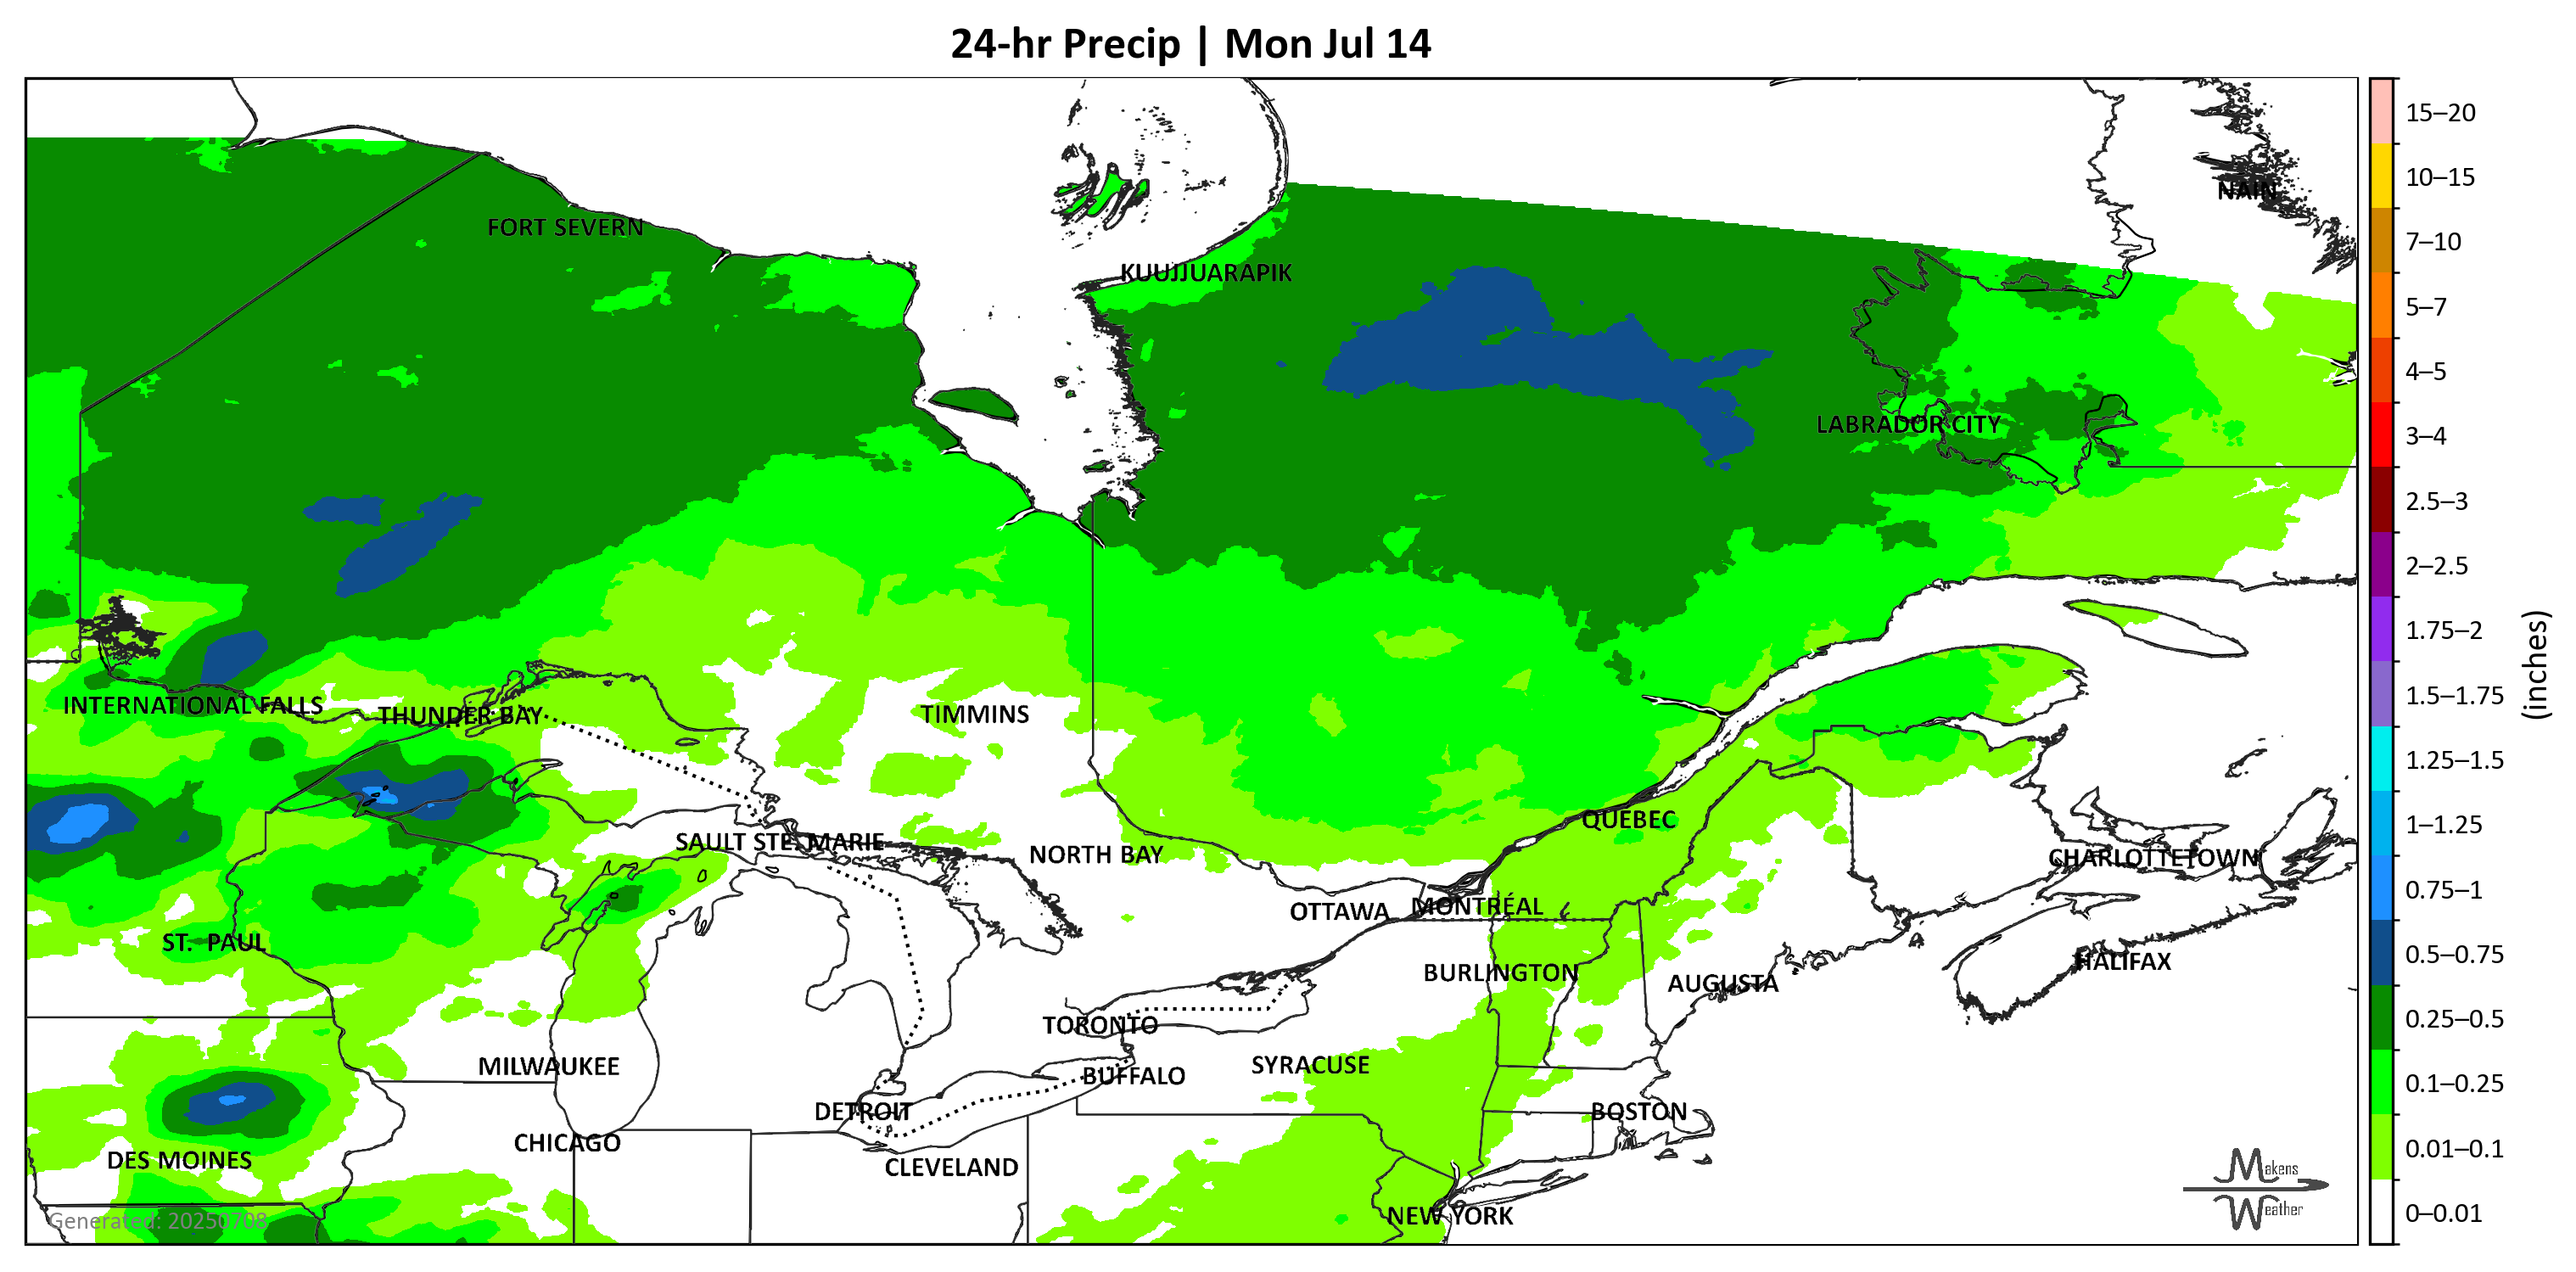 24-hr Precip | Mon Jul 14
15–20
10–15
NAIN
7–10
FORT SEVERN
KUUJJUARAPIK
5–7
4–5
LABRADOR CITY
3–4
2.5–3
2–2.5
1.75–2
(inches)
1.5–1.75
INTERNATIONAL FALLS
THUNDER BAY
TIMMINS
1.25–1.5
QUÉBEC
1–1.25
SAULT STE. MARIE
NORTH BAY
CHARLOTTETOWN
0.75–1
OTTAWA
MONTRÉAL
ST. PAUL
0.5–0.75
HALIFAX
BURLINGTON
AUGUSTA
TORONTO
0.25–0.5
MILWAUKEE
SYRACUSE
BUFFALO
0.1–0.25
DETROIT
BOSTON
CHICAGO
0.01–0.1
DES MOINES
CLEVELAND
Makens
Weather
Generated: 20250708
NEW YORK
0–0.01